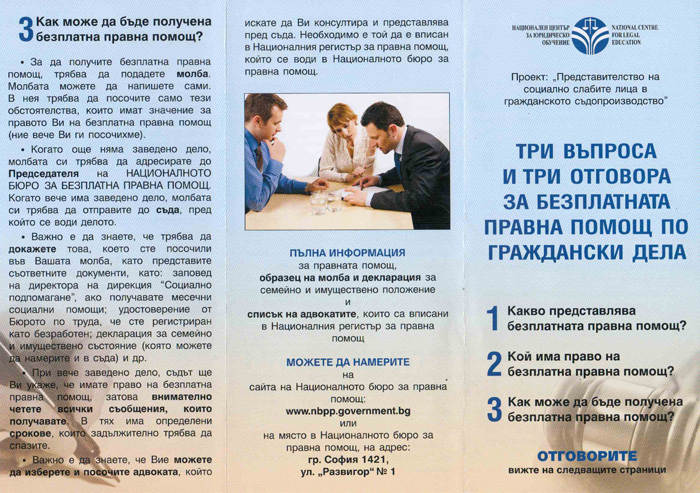 3 Как може да бъде получена
безплатна правна помощ?
• За да получите безплатна правна
помощ, трябва да подадете молба.
Молбата можете да напишете сами.
В нея трябва да посочите само тези
обстоятелства, които имат значение за
правото Ви на безплатна правна помощ
(ние вече Ви ги посочихме).
• Когато още няма заведено дело,
молбата си трябва да адресирате до
Председателя на НАЦИОНАЛНОТО
БЮРО ЗА БЕЗПЛАТНА ПРАВНА ПОМОЩ.
Когато вече има заведено дело, молбата
си трябва да отправите до съда, пред
който се води делото.
• Важно е да знаете, че трябва да
докажете това, което сте посочили
във Вашата молба, като представите
съответните документи, като: заповед
на директора на дирекция “Социално
подпомагане”, ако получавате месечни
социални помощи; удостоверение от
Бюрото по труда, че сте регистриран
като безработен; декларация за семейно
и имуществено състояние (която можете
да намерите и в съда) и др.
• При вече заведено дело, съдът ще
Ви укаже, че имате право на безплатна
правна помощ, затова внимателно
четете всички съобщения, които
получавате. В тях има определени
срокове, които задължително трябва да
спазите.
• Важно е да знаете, че Вие можете
да изберете и посочите адвоката, който
искате да Ви консултира и представлява
пред съда. Необходимо е той да е вписан
в Националния регистър за правна помощ,
който се води в Националното бюро за
правна помощ.
ПЪЛНА ИНФОРМАЦИЯ
за правната помощ,
образец на молба и декларация за
семейно и имуществено положение
и
списък на адвокатите, които са вписани
в Националния регистър за правна
помощ
МОЖЕТЕ ДА НАМЕРИТЕ
на
сайта на Националното бюро за правна
помощ:
www.nbpp.government.bg
или
на място в Националното бюро за
правна помощ, на адрес:
гр. София 1421,
ул. „Развигор“ № 1
НАЦИОНАЛЕН ЦЕНТЪР
ЗА ЮРИДИЧЕСКО
ОБУЧЕНИЕ
NATIONAL CENTRE
FOR LEGAL
EDUCATION
Проект: „Представителство на
социално слабите лица в
гражданското съдопроизводство”
ТРИ ВЪПРОСА
И ТРИ ОТГОВОРА
ЗА БЕЗПЛАТНАТА
ПРАВНА ПОМОЩ ПО
ГРАЖДАНСКИ ДЕЛА
1 Какво представлява
безплатната правна помощ?
2 Кой има право на
безплатна правна помощ?
3 Как може да бъде получена
безплатна правна помощ?
ОТГОВОРИТЕ
вижте на следващите страници